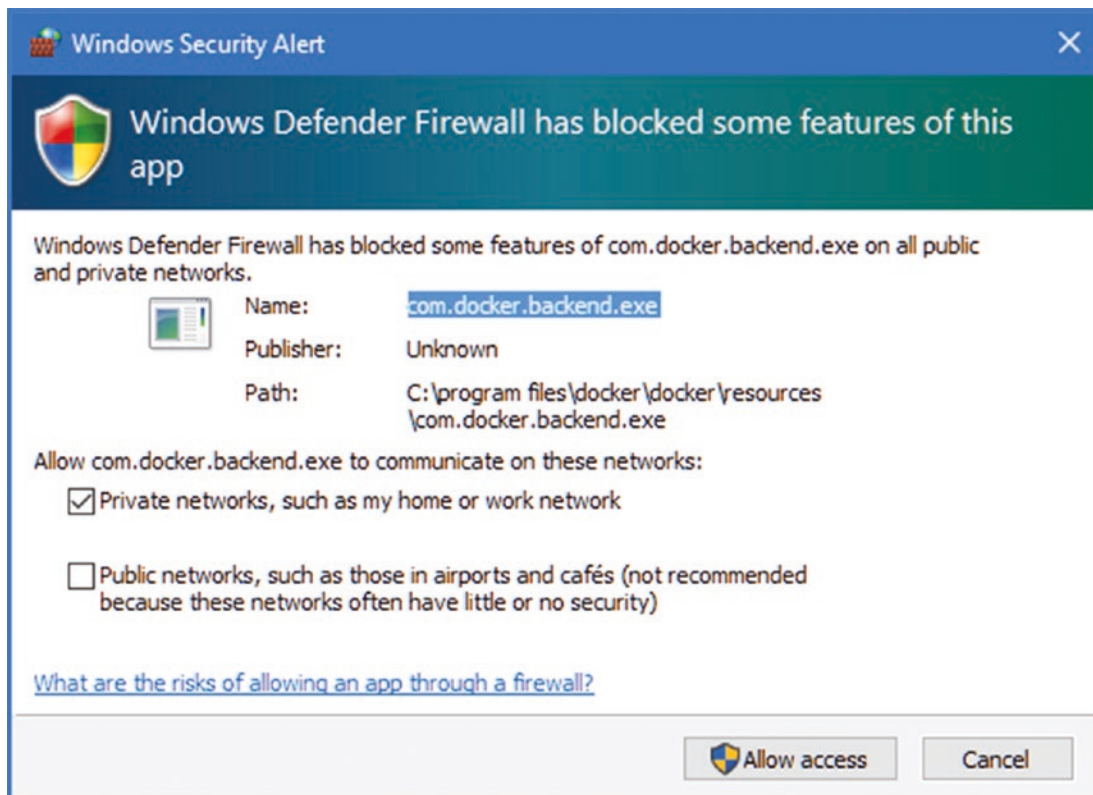 Windows Security Alert
Windows Defender Firewall has blocked some features of this
app
Windows Defender Firewall has blocked some features of com.docker.backend.exe on all public
and private networks.
Name: com.docker.backend.exe
Publisher: Unknown
Path: C:\program files\docker\docker\resources
\com.docker.backend.exe
Allow com.docker.backend.exe to communicate on these networks:
Private networks, such as my home or work network
Public networks, such as those in airports and cafés (not recommended
because these networks often have little or no security)
What are the risks of allowing an app through a firewall?
Allow access Cancel